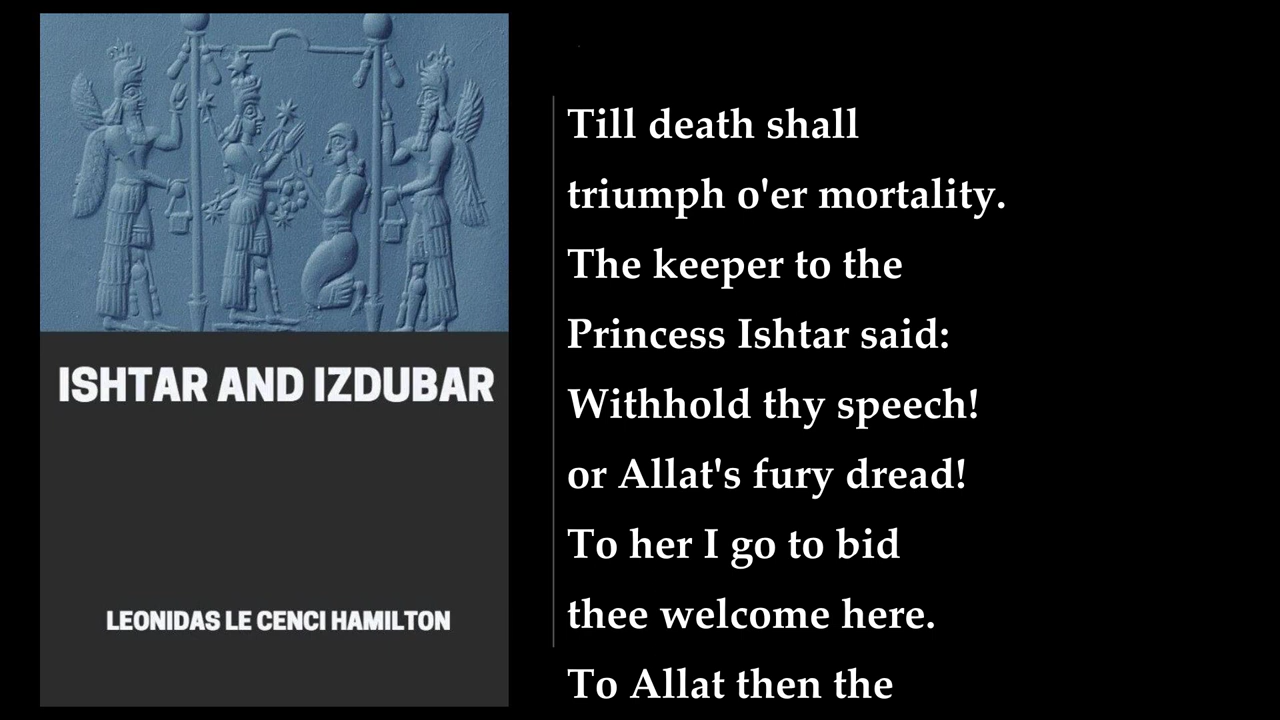 ISHTAR AND IZDUBAR
LEONIDAS LE CENCI HAMILTON
Till death shall
triumph o'er mortality.
The keeper to the
Princess Ishtar said:
Withhold thy speech!
or Allat's fury dread!
To her I go to bid
thee welcome here.
To Allat then the